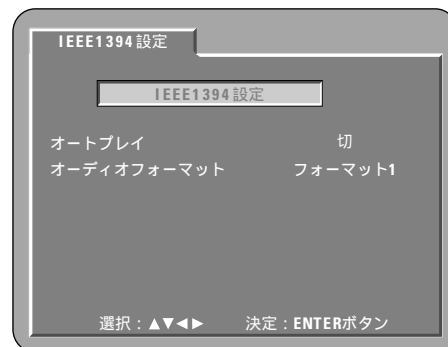 IEEE1394設定
IEEE1394設定
オートプレイ 切
オーディオフォーマット フォーマット1
選択：▲▼◀▶ 決定：ENTERボタン